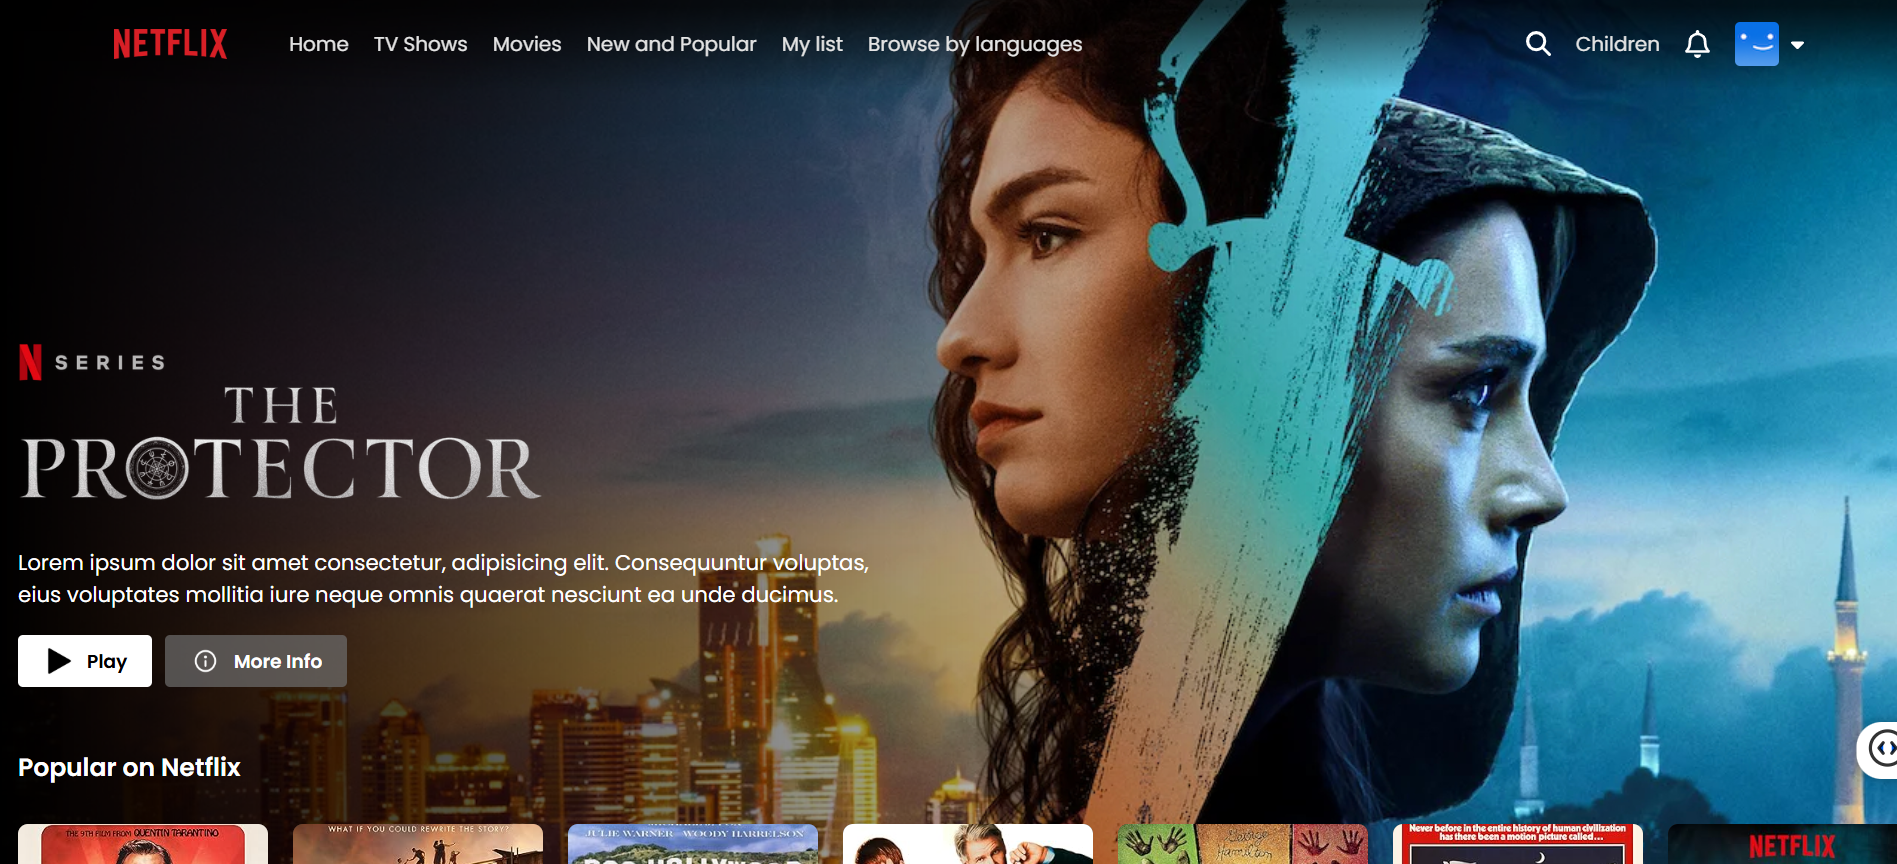 NETFLIX
Home TV Shows Movies New and Popular My list Browse by languages
Children
N SERIES
THE
PROTECTOR
Lorem ipsum dolor sit amet consectetur, adipisicing elit. Consequuntur voluptas,
eius voluptates mollitia iure neque omnis quaerat nesciunt ea unde ducimus.
Play
More Info
Popular on Netflix
THE 9TH FILM FROM QUENTIN TARANTINO
WHAT IF YOU COULD REWRITE THE STORY?
JULIE WARNER WOODY HARRELSON
DOC HOLLYWOOD
George
Hamilton
Never before in the entire history of human civilization
has there been a motion picture called...
NETFLIX